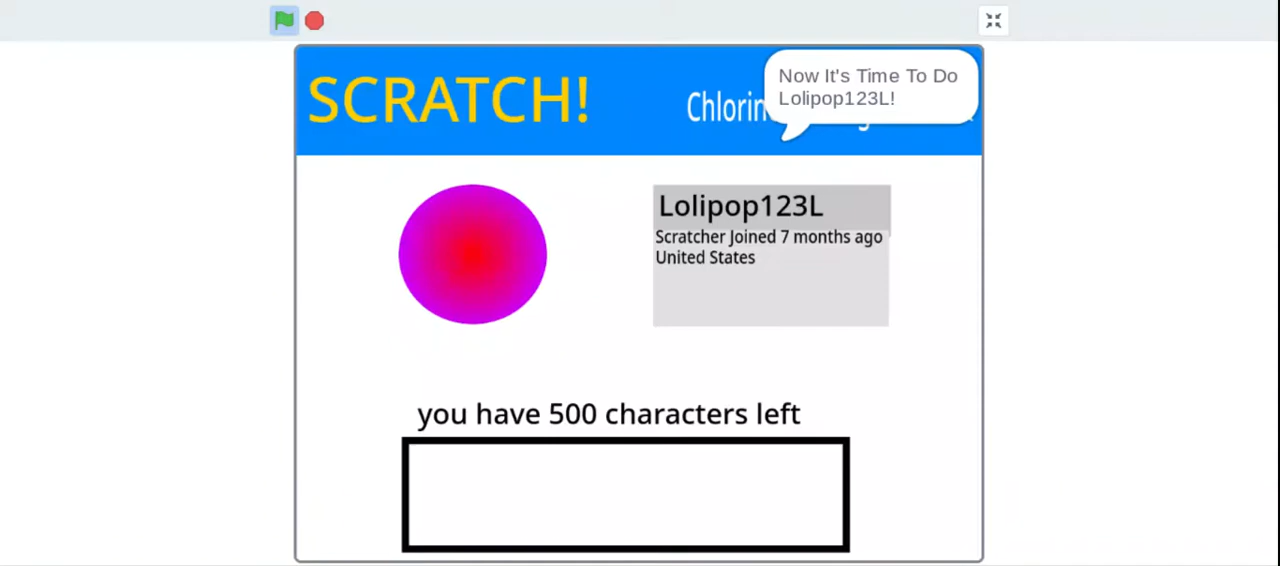 SCRATCH!
Now It's Time To Do
Lolipop123L!
Lolipop123L
Scratcher Joined 7 months ago
United States
you have 500 characters left